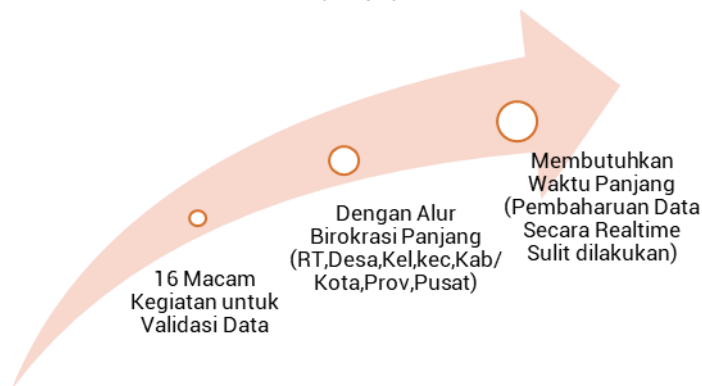 16 Macam
Kegiatan untuk
Validasi Data
Dengan Alur
Birokrasi Panjang
(RT,Desa,Kel,kec,Kab/
Kota,Prov,Pusat)
Membutuhkan
Waktu Panjang
(Pembaharuan Data
Secara Realtime
Sulit dilakukan)